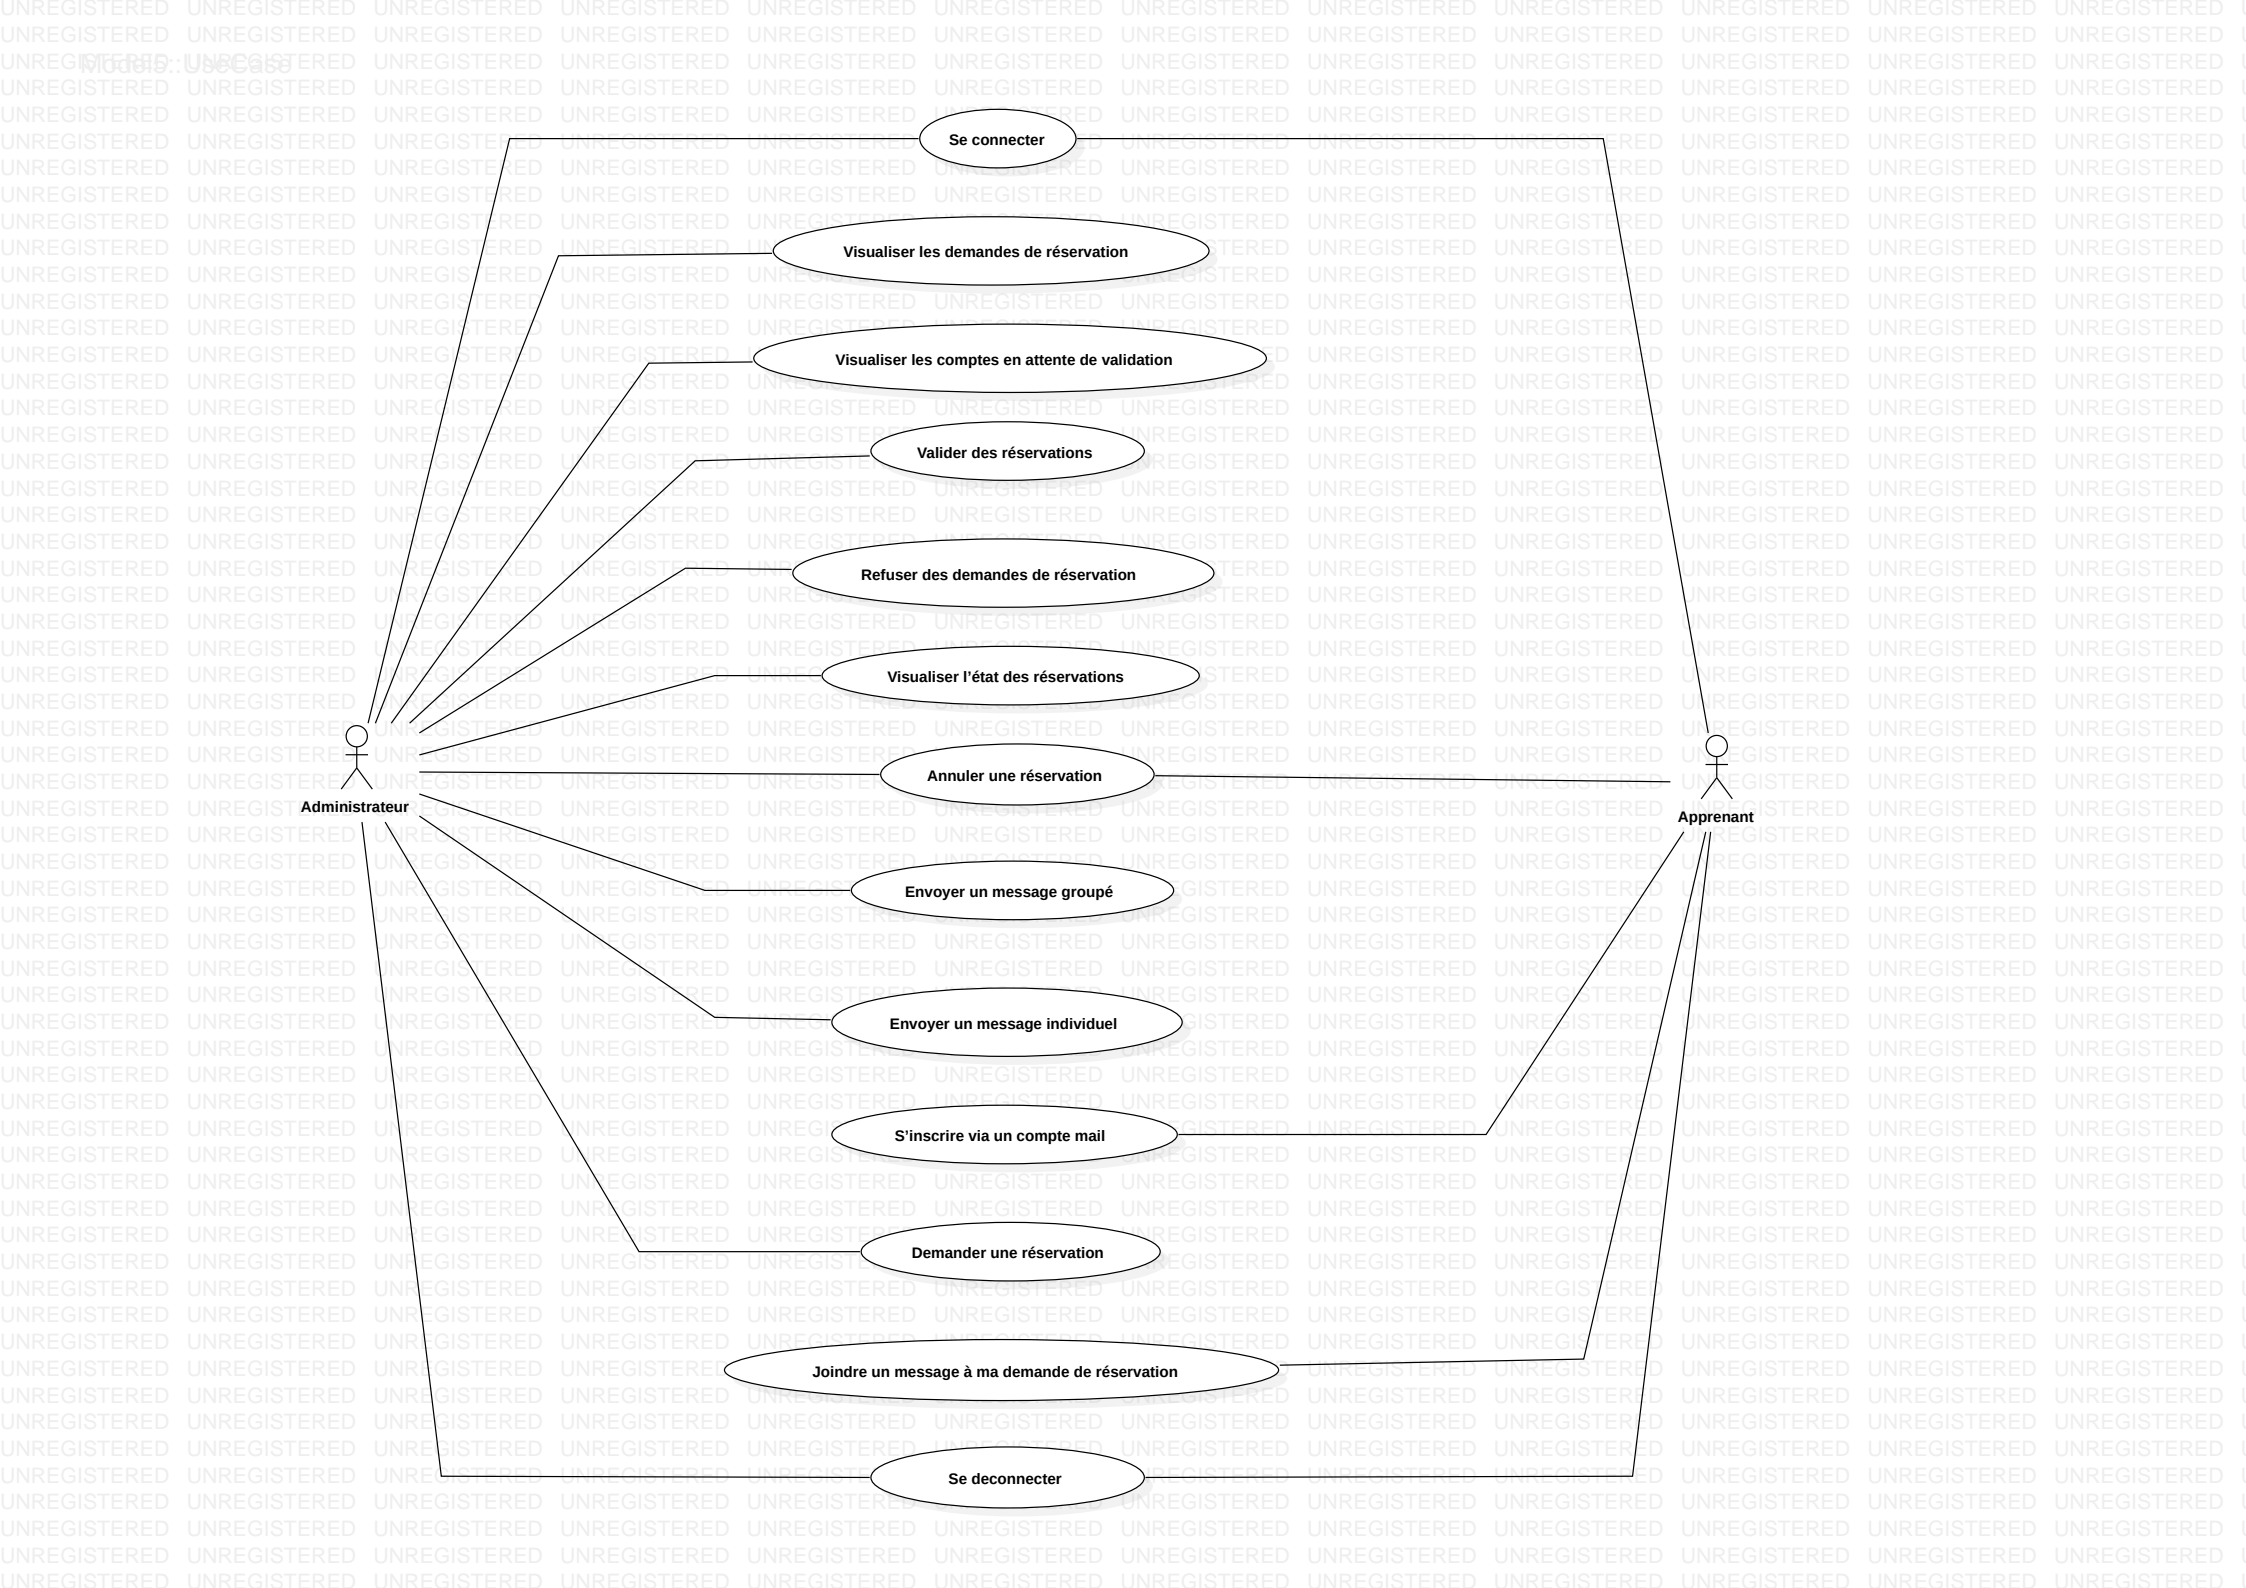 Models::UseCase
Se connecter
Visualiser les demandes de réservation
Visualiser les comptes en attente de validation
Valider des réservations
Refuser des demandes de réservation
Visualiser l’état des réservations
Annuler une réservation
Administrateur
Apprenant
Envoyer un message groupé
Envoyer un message individuel
S’inscrire via un compte mail
Demander une réservation
Joindre un message à ma demande de réservation
Se deconnecter
UNREGISTERED